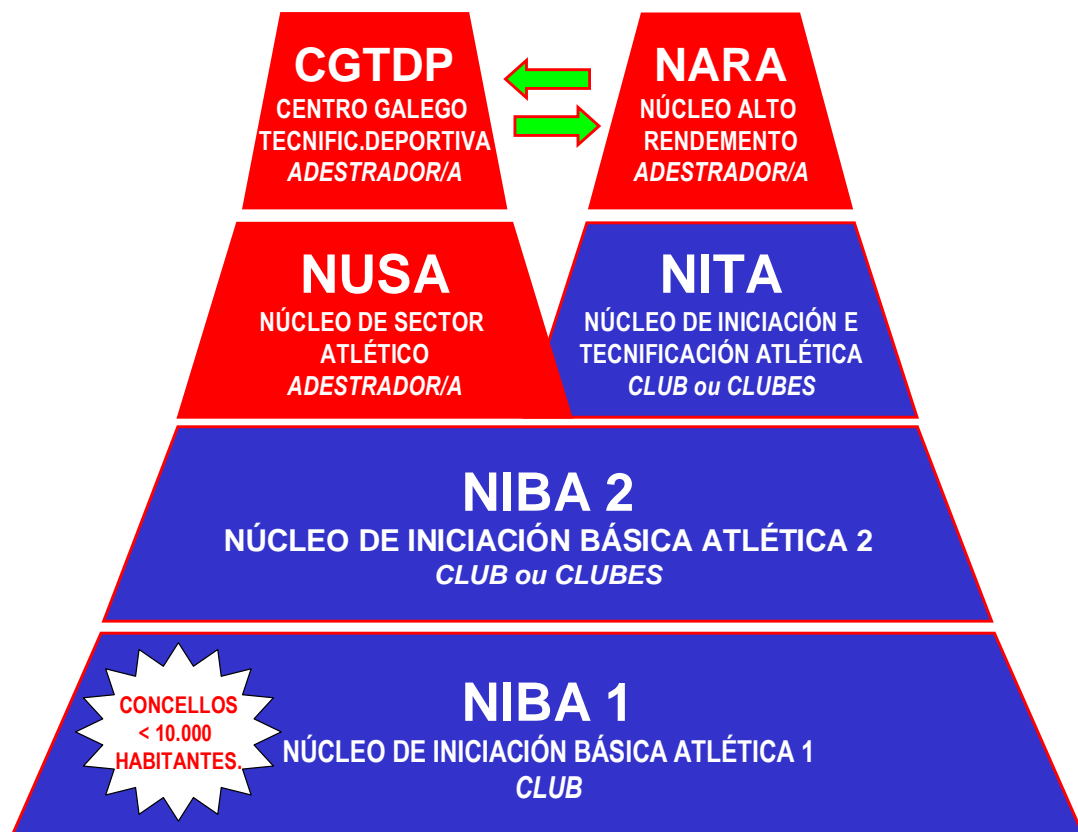 CGTDP
CENTRO GALEGO
TECNIFIC.DEPORTIVA
ADESTRADOR/A
NARA
NÚCLEO ALTO
RENDEMENTO
ADESTRADOR/A
NUSA
NÚCLEO DE SECTOR
ATLÉTICO
ADESTRADOR/A
NITA
NÚCLEO DE INICIACIÓN E
TECNIFICACIÓN ATLÉTICA
CLUB ou CLUBES
NIBA 2
NÚCLEO DE INICIACIÓN BÁSICA ATLÉTICA 2
CLUB ou CLUBES
CONCELLOS
< 10.000
HABITANTES.
NIBA 1
NÚCLEO DE INICIACIÓN BÁSICA ATLÉTICA 1
CLUB